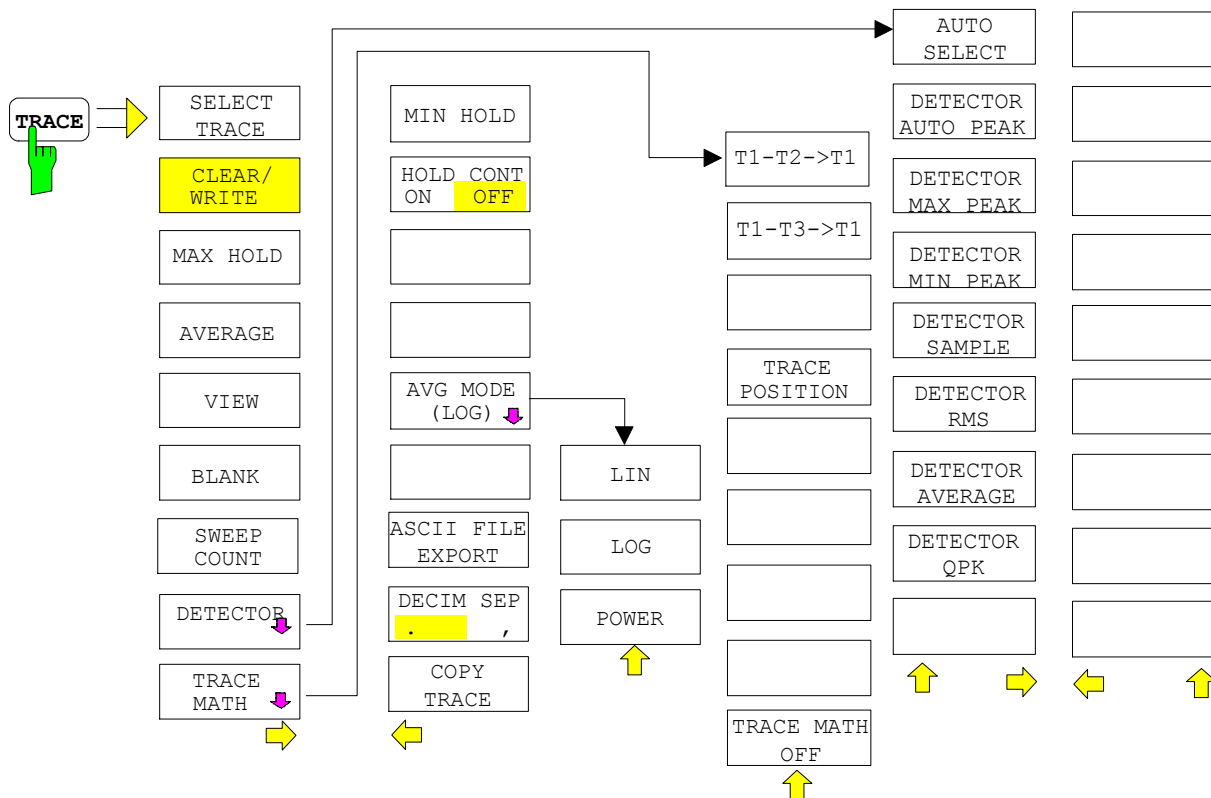 TRACE
SELECT
TRACE
CLEAR/
WRITE
MAX HOLD
AVERAGE
VIEW
BLANK
SWEEP
COUNT
DETECTOR
TRACE
MATH
MIN HOLD
HOLD CONT
ON OFF
AVG MODE
(LOG)
ASCII FILE
EXPORT
DECIM SEP
. ,
COPY
TRACE
LIN
LOG
POWER
T1-T2->T1
T1-T3->T1
TRACE
POSITION
TRACE MATH
OFF
AUTO
SELECT
DETECTOR
AUTO PEAK
DETECTOR
MAX PEAK
DETECTOR
MIN PEAK
DETECTOR
SAMPLE
DETECTOR
RMS
DETECTOR
AVERAGE
DETECTOR
QPK